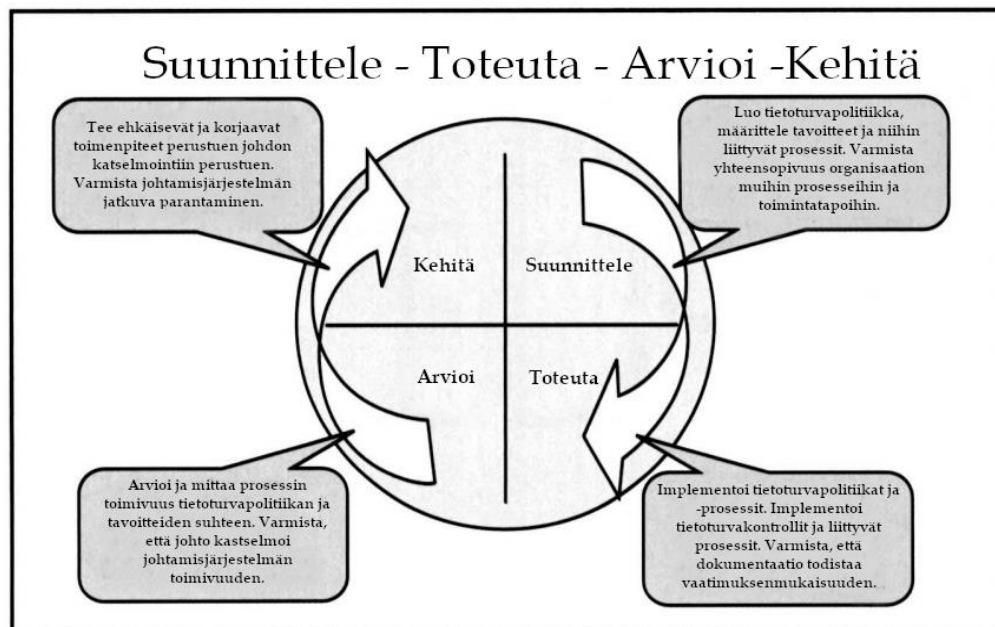 Suunnittele - Toteuta - Arvioi -Kehitä
Tee ehkäisevät ja korjaavat
toimenpiteet perustuen johdon
katselmointiin perustuen.
Varmista johtamisjärjestelmän
jatkuva parantaminen.
Luo tietoturvapolitiikka,
määrittele tavoitteet ja niihin
liittyvät prosessit. Varmista
yhteensopivuus organisaation
muihin prosesseihin ja
toimintatapoihin.
Kehitä
Suunnittele
Arvioi
Toteuta
Arvioi ja mittaa prosessin
toimivuus tietoturvapolitiikan ja
tavoitteiden suhteen. Varmista,
että johto kastselmoi
johtamisjärjestelmän
toimivuuden.
Implementoi tietoturvapolitiikat ja
-prosessit. Implementoi
tietoturvakontrollit ja liittyvät
prosessit. Varmista, että
dokumentaatio todistaa
vaatimuksenmukaisuuden.